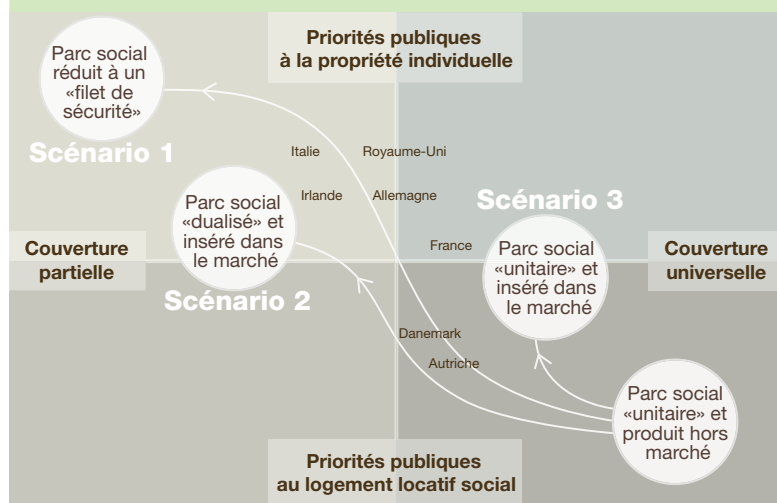 Priorités publiques
à la propriété individuelle
Parc social
réduit à un
«filet de
sécurité»
Scénario 1
Italie
Royaume-Uni
Irlande
Allemagne
Parc social
«dualisé» et
inséré dans
le marché
Scénario 2
Scénario 3
Couverture
partielle
France
Parc social
«unitaire» et
inséré dans
le marché
Couverture
universelle
Danemark
Autriche
Parc social
«unitaire» et
produit hors
marché
Priorités publiques
au logement locatif social